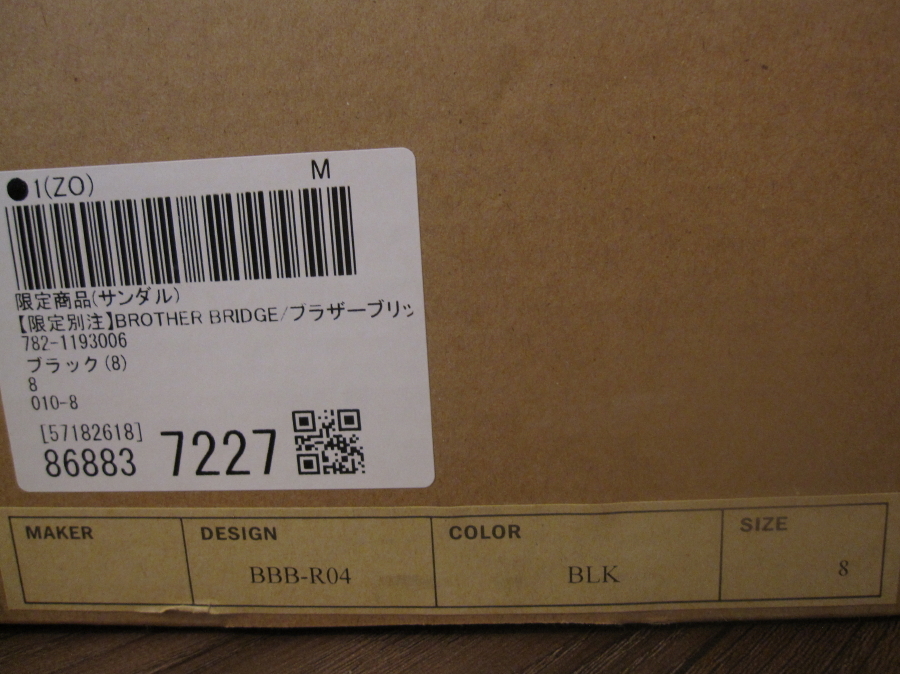 ●1(ZO) M
限定商品(サンダル)
【限定別注】BROTHER BRIDGE/ブラザーブリッ
782-1193006
ブラック(8)
8
010-8
[57182618]
86883 7227
MAKER DESIGN COLOR SIZE
BBB-R04 BLK 8